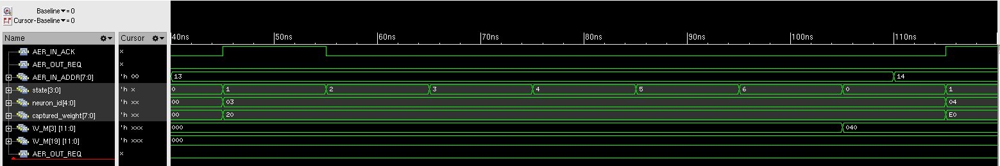 Baseline▼= 0
Cursor-Baseline▼= 0
Name Cursor 40ns 50ns 60ns 70ns 80ns 90ns 100ns 110ns
AER_IN_ACK x
AER_OUT_REQ x
AER_IN_ADDR[7:0] 'h 00 13 14
state[3:0] 'h x 0 1 2 3 4 5 6 0 1
neuron_id[4:0] 'h xx 00 03 04
captured_weight[7:0] 'h xx 00 20 E0
W_M[3] [11:0] 'h xxx 000 040
W_M[19] [11:0] 'h xxx 000
AER_OUT_REQ x